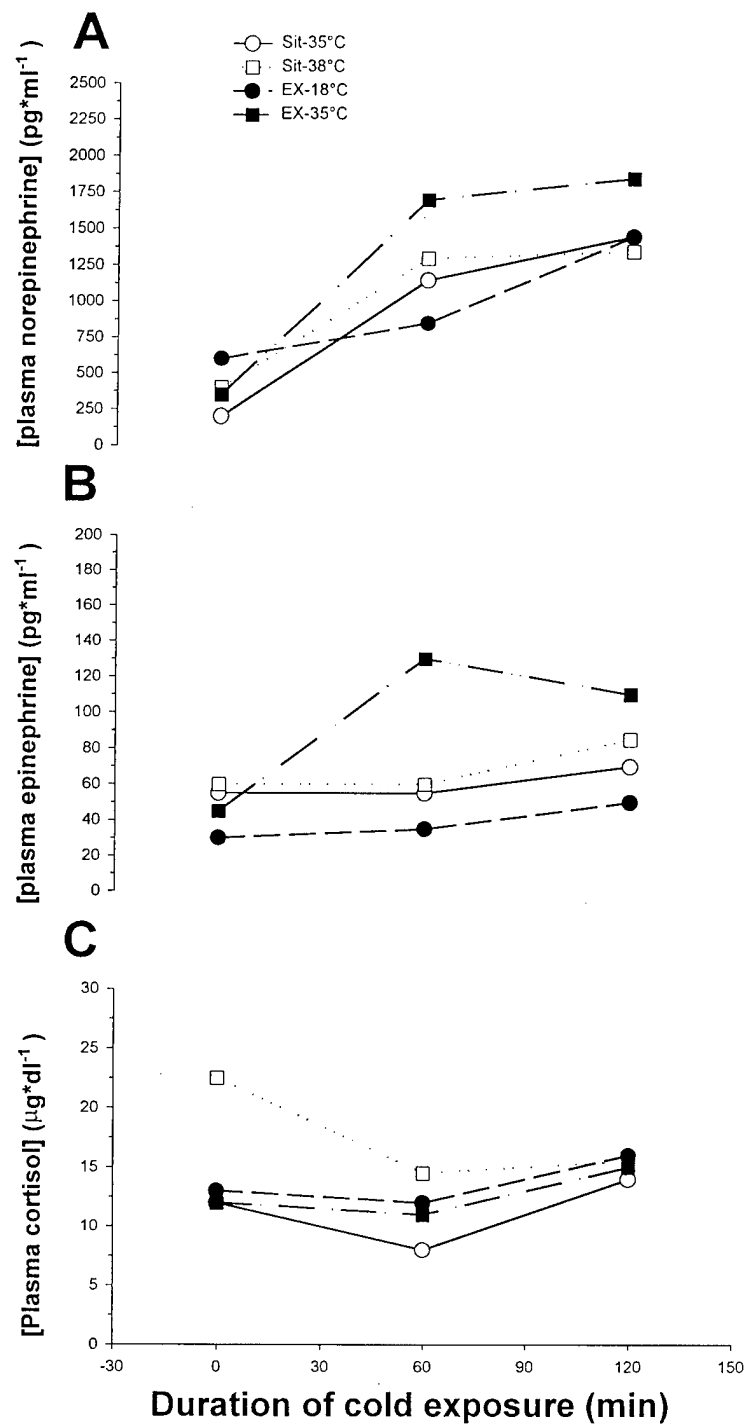 A
Sit-35°C
Sit-38°C
EX-18°C
EX-35°C
[plasma norepinephrine] (pg*ml-1)
2500
2250
2000
1750
1500
1250
1000
750
500
250
0
B
[plasma epinephrine] (pg*ml-1)
200
180
160
140
120
100
80
60
40
20
0
C
[Plasma cortisol] (μg*dl-1)
30
25
20
15
10
5
0
-30 0 30 60 90 120 150
Duration of cold exposure (min)